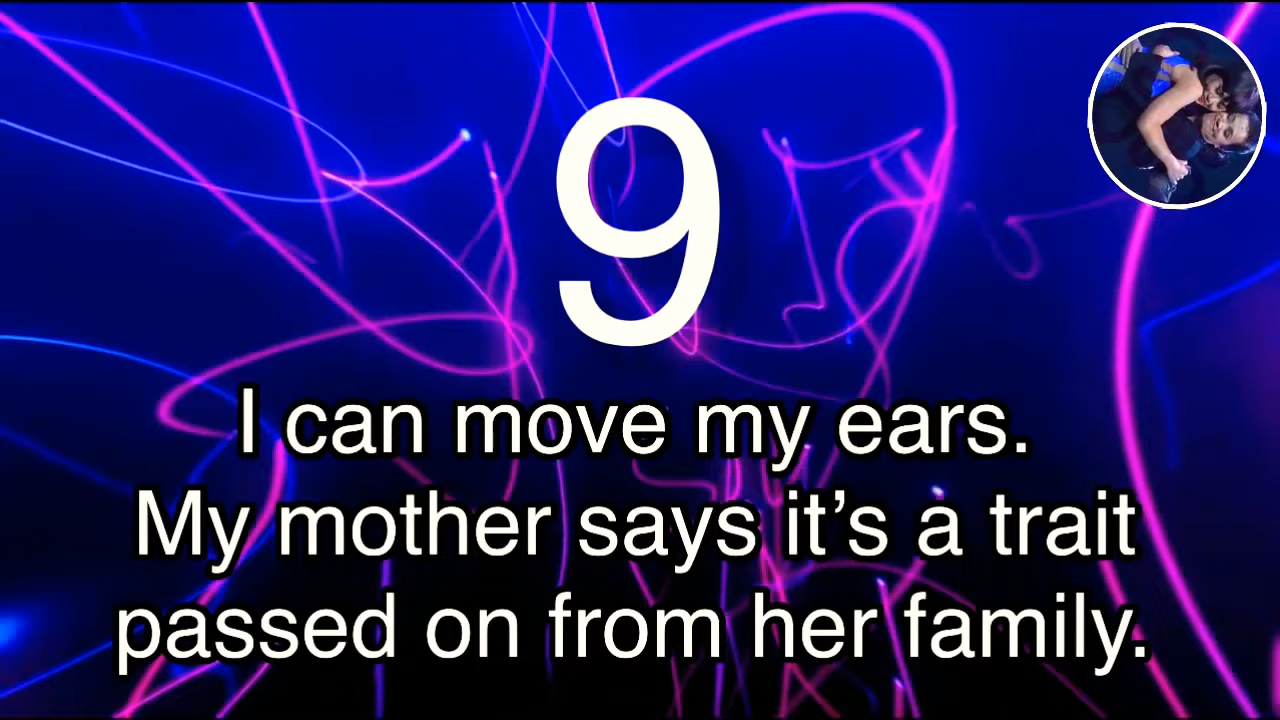 9
I can move my ears.
My mother says it’s a trait
passed on from her family.